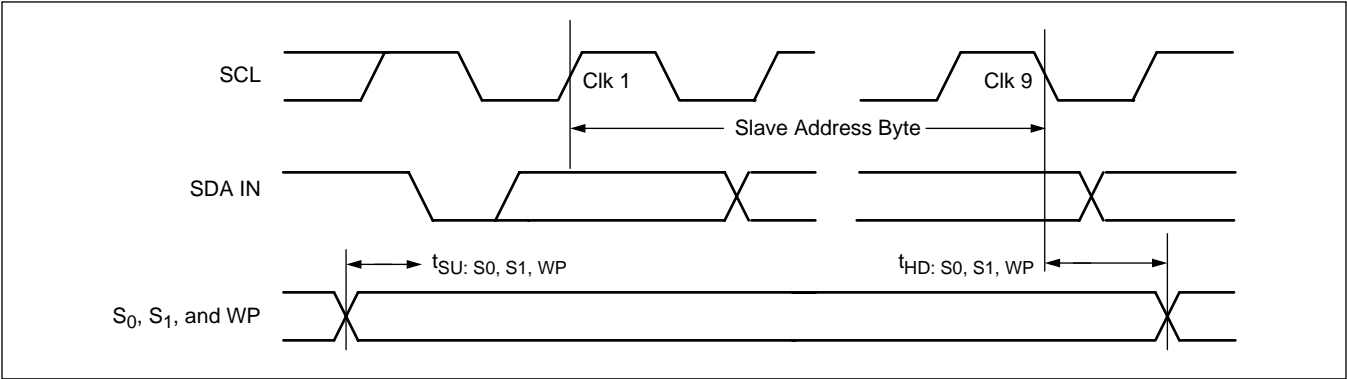 SCL
Clk 1
Clk 9
Slave Address Byte
SDA IN
tSU: S0, S1, WP
tHD: S0, S1, WP
S0, S1, and WP